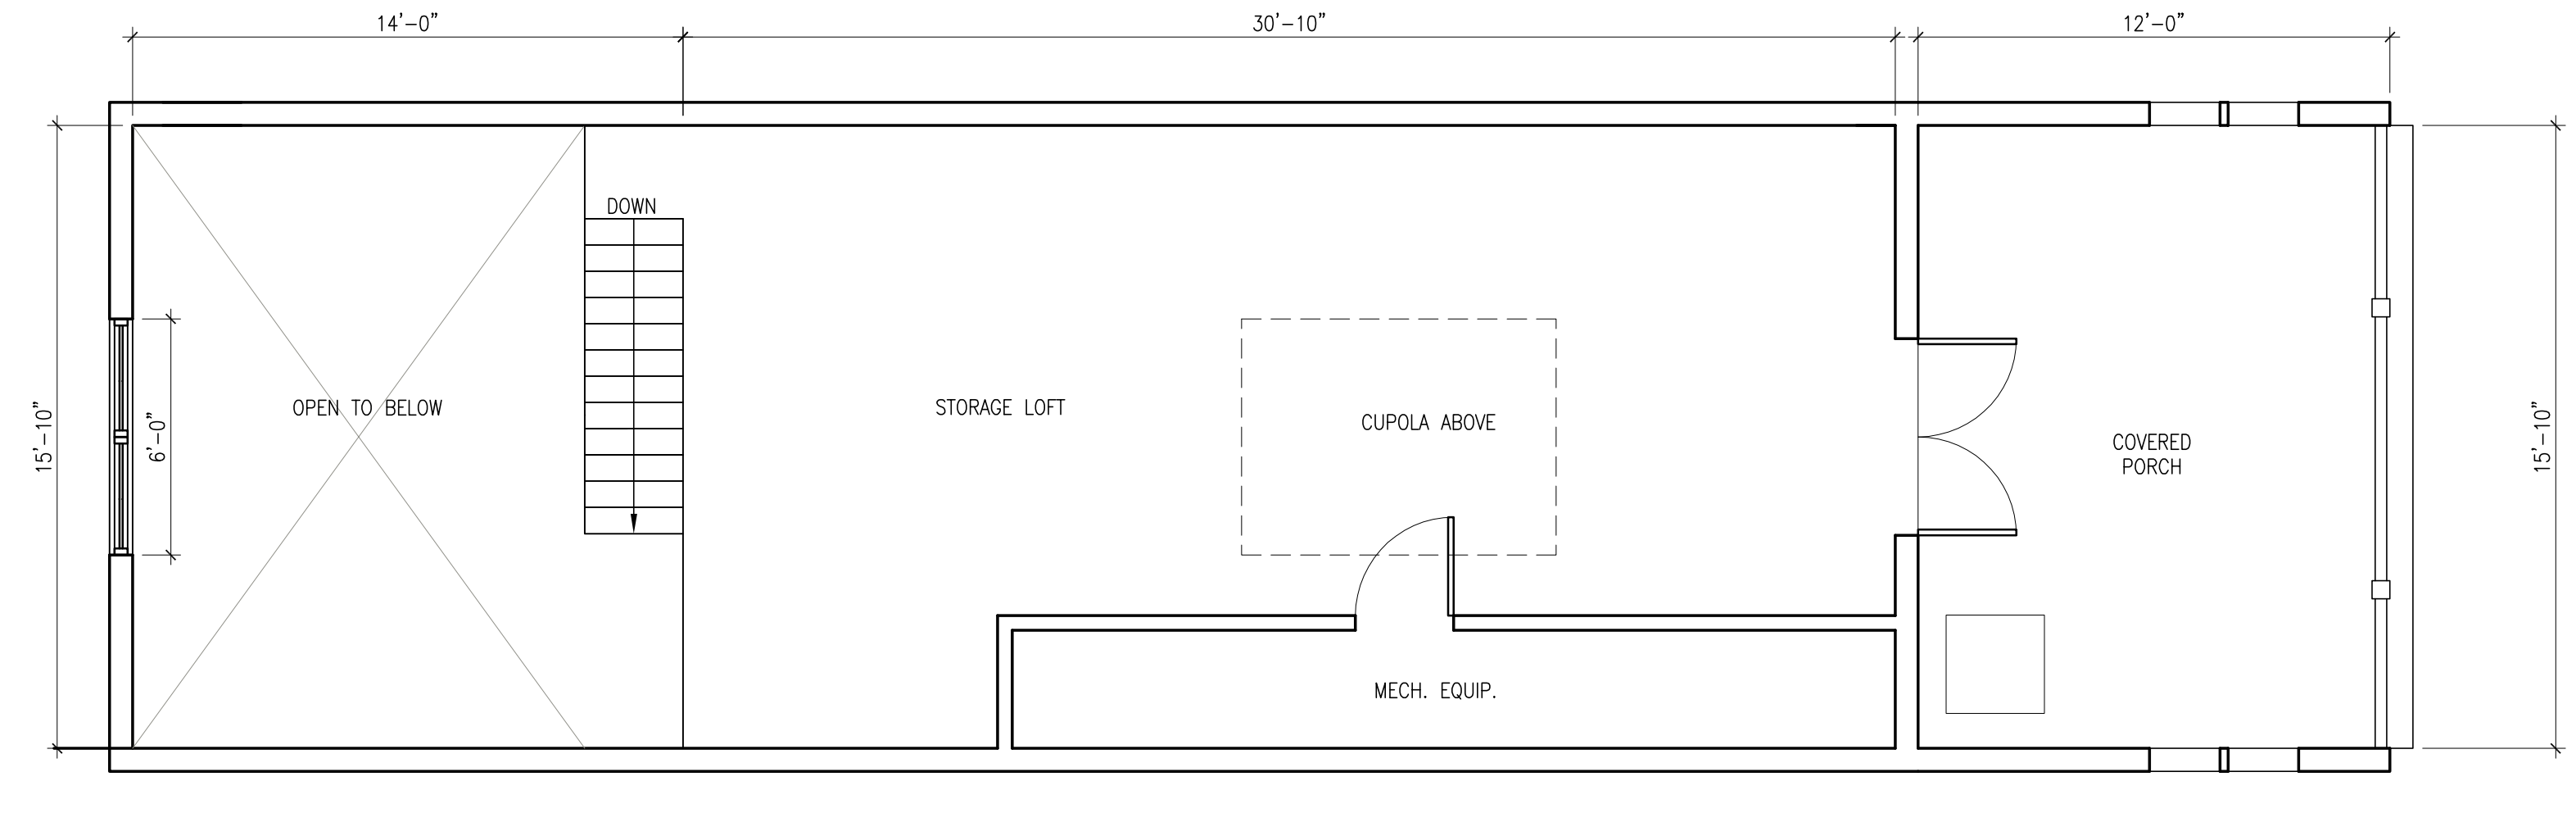 14'-0"
30'-10"
12'-0"
DOWN
15'-10"
OPEN TO BELOW
6'-0"
STORAGE LOFT
CUPOLA ABOVE
COVERED
PORCH
15'-10"
MECH. EQUIP.